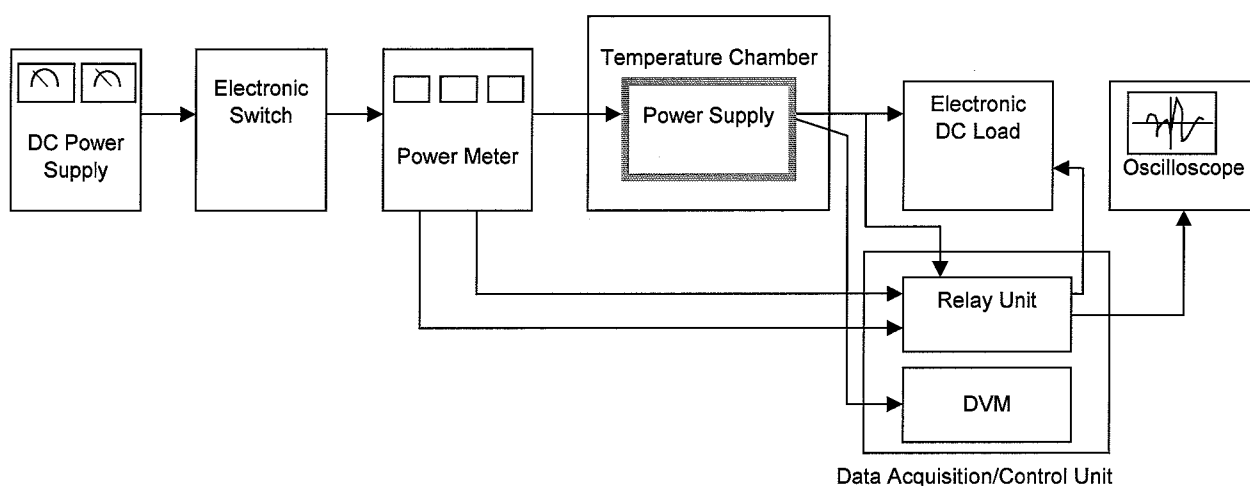 DC Power
Supply
Electronic
Switch
Power Meter
Temperature Chamber
Power Supply
Electronic
DC Load
Oscilloscope
Relay Unit
DVM
Data Acquisition/Control Unit